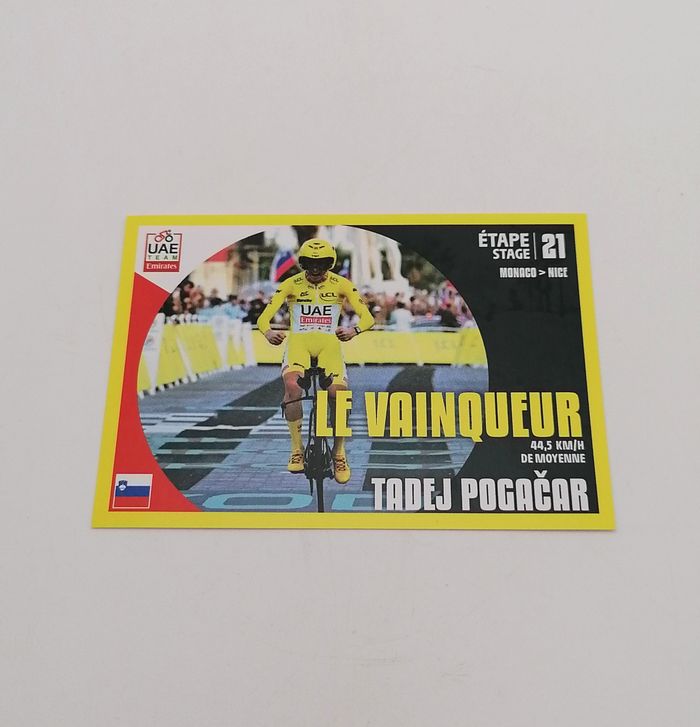 UAE
TEAM
Emirates
ÉTAPE
STAGE
21
MONACO > NICE
LCL
UAE
Emirates
LE VAINQUEUR
44,5 KM/H
DE MOYENNE
TADEJ POGAČAR